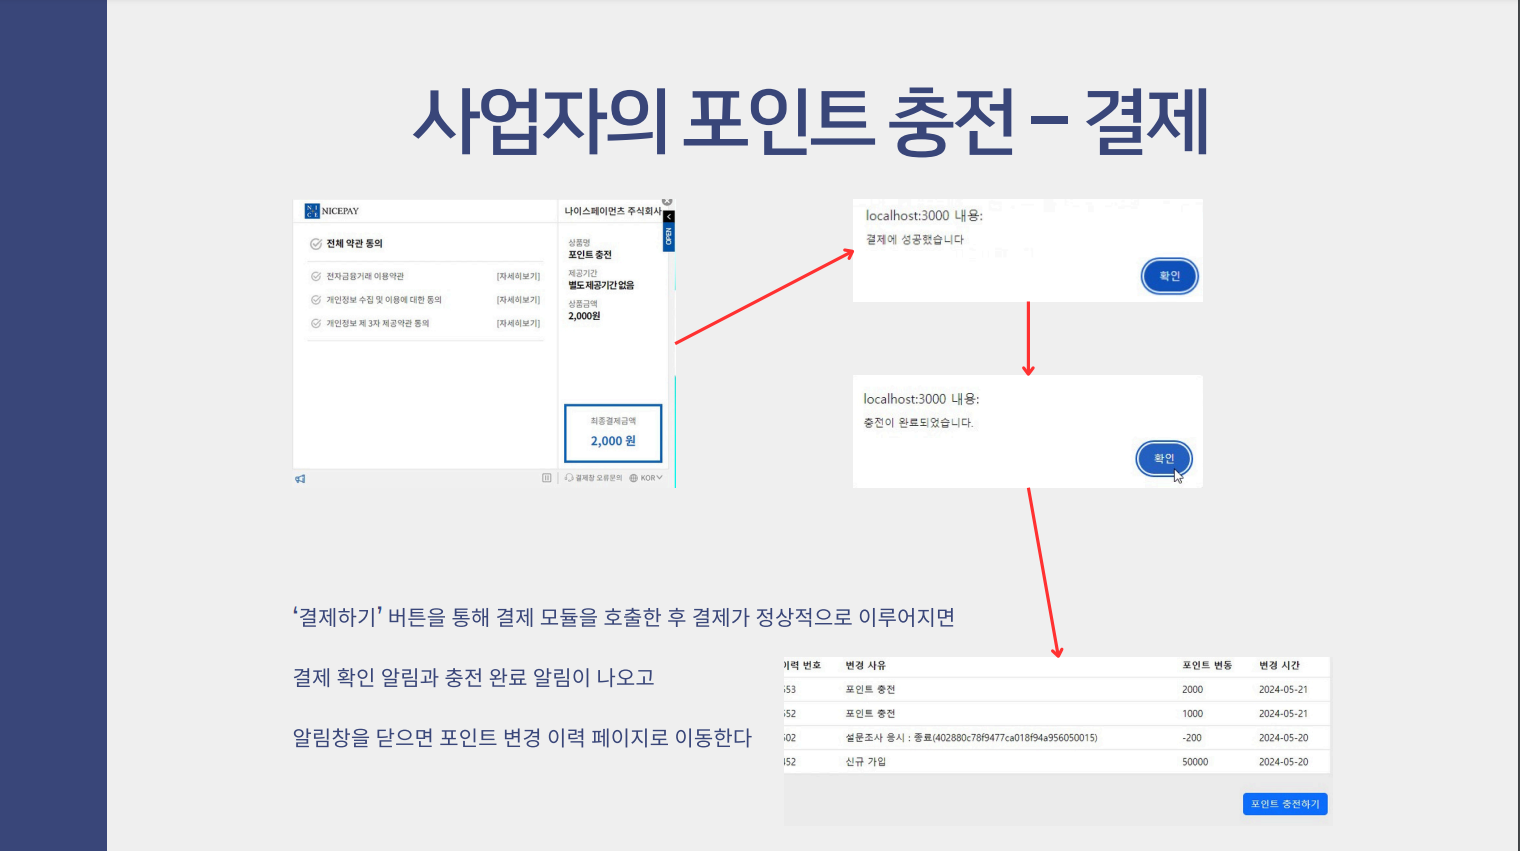 사업자의 포인트 충전 – 결제
NICE NICEPAY
전체 약관 동의
전자금융거래 이용약관 [자세히보기]
개인정보 수집 및 이용에 대한 동의 [자세히보기]
개인정보 제 3자 제공약관 동의 [자세히보기]
나이스페이먼츠 주식회사
OPEN
상품명
포인트 충전
제공기간
별도 제공기간 없음
상품금액
2,000원
최종결제금액
2,000 원
결제창 오류문의 KOR
localhost:3000 내용:
결제에 성공했습니다
확인
localhost:3000 내용:
충전이 완료되었습니다.
확인
‘결제하기’ 버튼을 통해 결제 모듈을 호출한 후 결제가 정상적으로 이루어지면
결제 확인 알림과 충전 완료 알림이 나오고
알림창을 닫으면 포인트 변경 이력 페이지로 이동한다
이력 번호 변경 사유 포인트 변동 변경 시간
포인트 충전 2000 2024-05-21
포인트 충전 1000 2024-05-21
설문조사 응시 : 종료(402880c78f9477ca018f94a956050015) -200 2024-05-20
신규 가입 50000 2024-05-20
포인트 충전하기